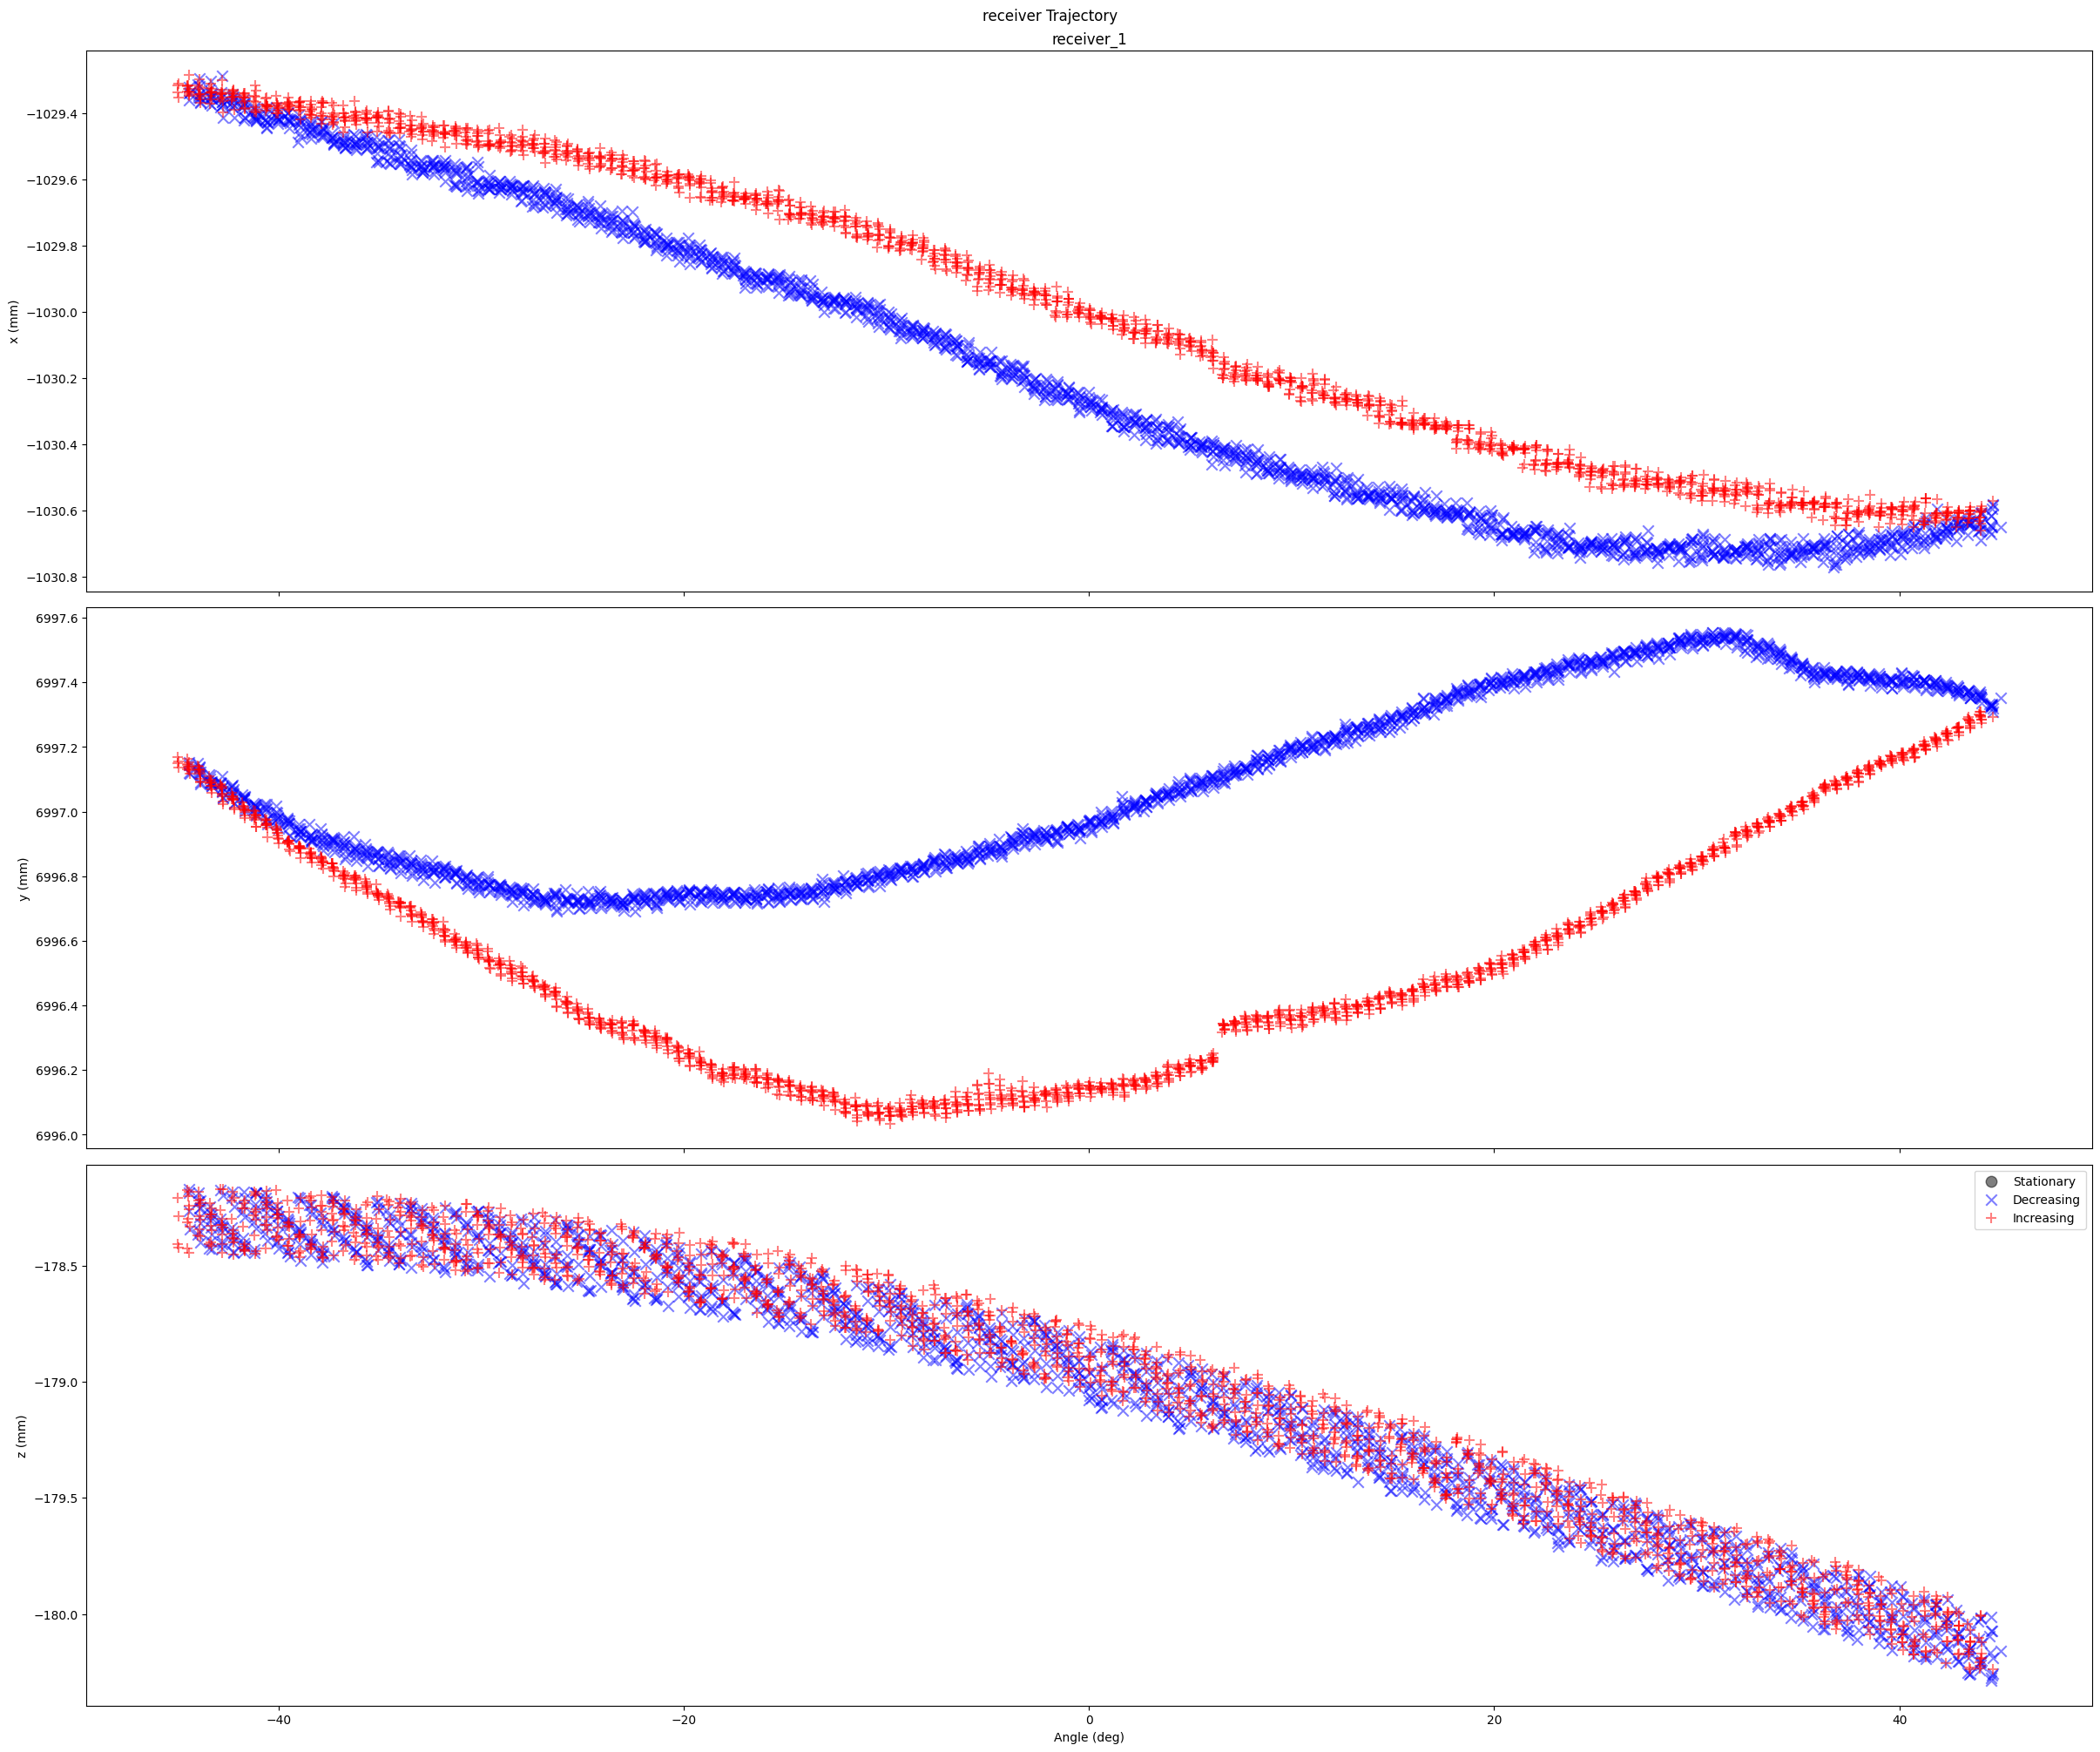 receiver Trajectory
receiver_1
−1029.4
−1029.6
−1029.8
−1030.0
−1030.2
−1030.4
−1030.6
−1030.8
x (mm)
6997.6
6997.4
6997.2
6997.0
6996.8
6996.6
6996.4
6996.2
6996.0
y (mm)
Stationary
Decreasing
Increasing
−178.5
−179.0
−179.5
−180.0
z (mm)
−40 −20 0 20 40
Angle (deg)